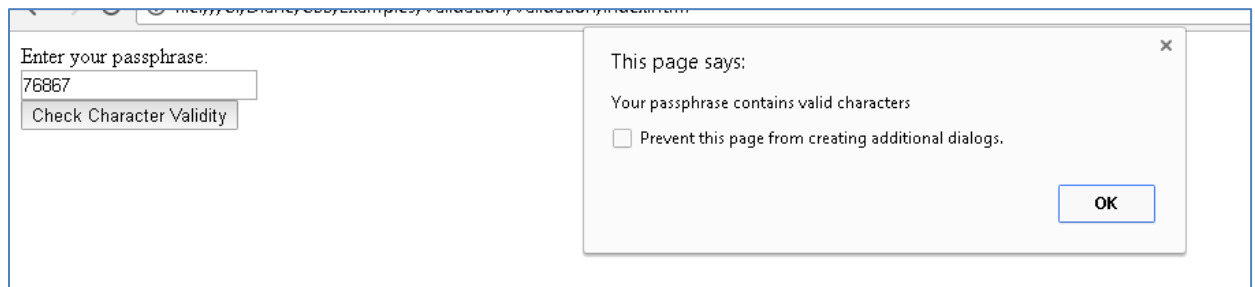 Enter your passphrase:
76867
Check Character Validity
This page says:
Your passphrase contains valid characters
Prevent this page from creating additional dialogs.
OK